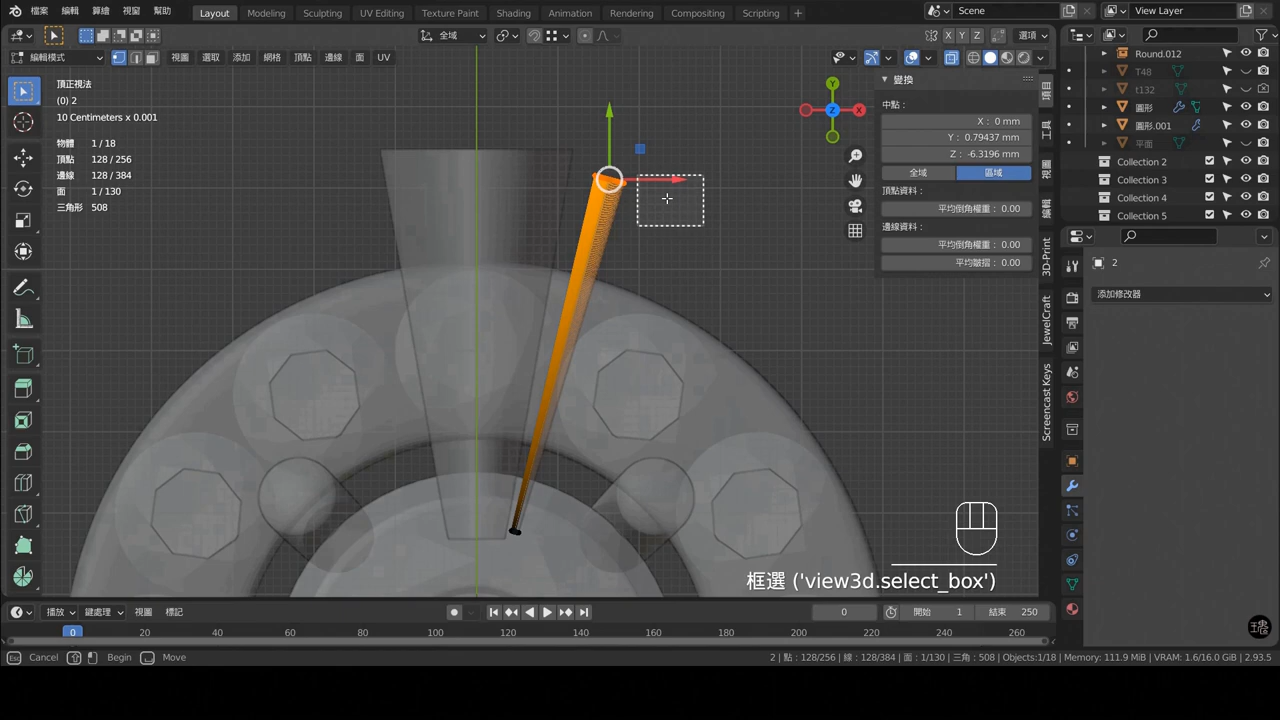 檔案 編輯 算繪 視窗 幫助 Layout Modeling Sculpting UV Editing Texture Paint Shading Animation Rendering Compositing Scripting + Scene View Layer
全域 X Y Z 選項
編輯模式 視圖 選取 添加 網格 頂點 邊線 面 UV
頂正視法
(0) 2
10 Centimeters x 0.001
物體 1 / 18
頂點 128 / 256
邊線 128 / 384
面 1 / 130
三角形 508
Y
X
Z
變換
中點：
X： 0 mm
Y： 0.79437 mm
Z： -6.3196 mm
全域 區域
頂點資料：
平均倒角權重： 0.00
邊線資料：
平均倒角權重： 0.00
平均皺摺： 0.00
項目
工具
視圖
編輯
3D-Print
JewelCraft
Screencast Keys
Round.012
T48
t132
圓形
圓形.001
平面
Collection 2
Collection 3
Collection 4
Collection 5
2
添加修改器
框選 ('view3d.select_box')
播放 鍵處理 視圖 標記 0 開始 1 結束 250
0 20 40 60 80 100 120 140 160 180 200 220 240 260
Esc Cancel Begin Move 2 | 點：128/256 | 線：128/384 | 面：1/130 | 三角：508 | Objects:1/18 | Memory: 111.9 MiB | VRAM: 1.6/16.0 GiB | 2.93.5